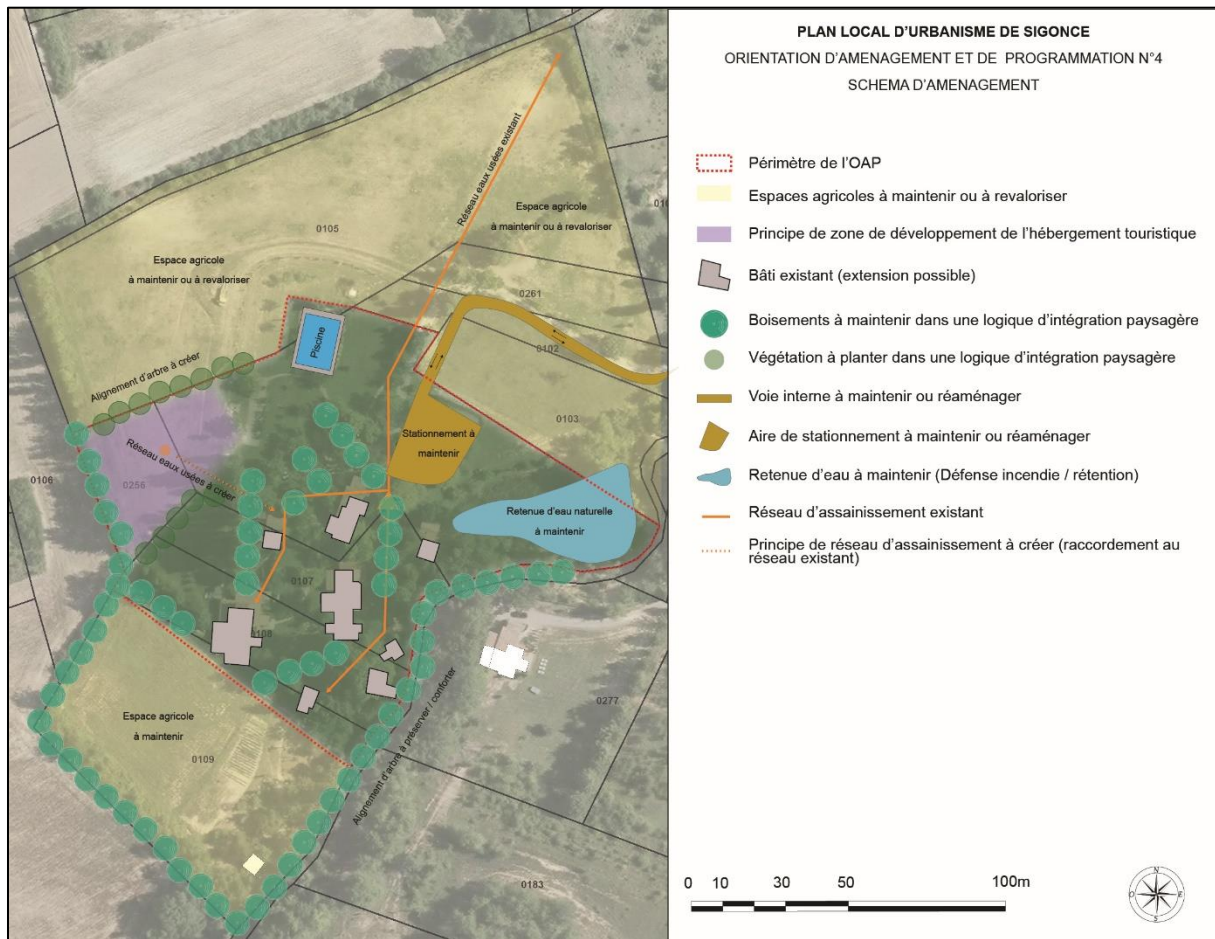 PLAN LOCAL D'URBANISME DE SIGONCE
ORIENTATION D'AMENAGEMENT ET DE PROGRAMMATION N°4
SCHEMA D'AMENAGEMENT
Périmètre de l'OAP
Espaces agricoles à maintenir ou à revaloriser
Principe de zone de développement de l'hébergement touristique
Bâti existant (extension possible)
Boisements à maintenir dans une logique d'intégration paysagère
Végétation à planter dans une logique d'intégration paysagère
Voie interne à maintenir ou réaménager
Aire de stationnement à maintenir ou réaménager
Retenue d'eau à maintenir (Défense incendie / rétention)
Réseau d'assainissement existant
Principe de réseau d'assainissement à créer (raccordement au
réseau existant)
0 10 30 50 100m
N
O E
S
Réseau eaux usées existant
Espace agricole
à maintenir ou à revaloriser
0105
Espace agricole
à maintenir ou à revaloriser
0261
0102
0103
Piscine
Alignement d'arbre à créer
Stationnement à
maintenir
Réseau eaux usées à créer
0106
0256
Retenue d'eau naturelle
à maintenir
0107
0108
Espace agricole
à maintenir
0109
Alignement d'arbre à préserver / conforter
0277
0183